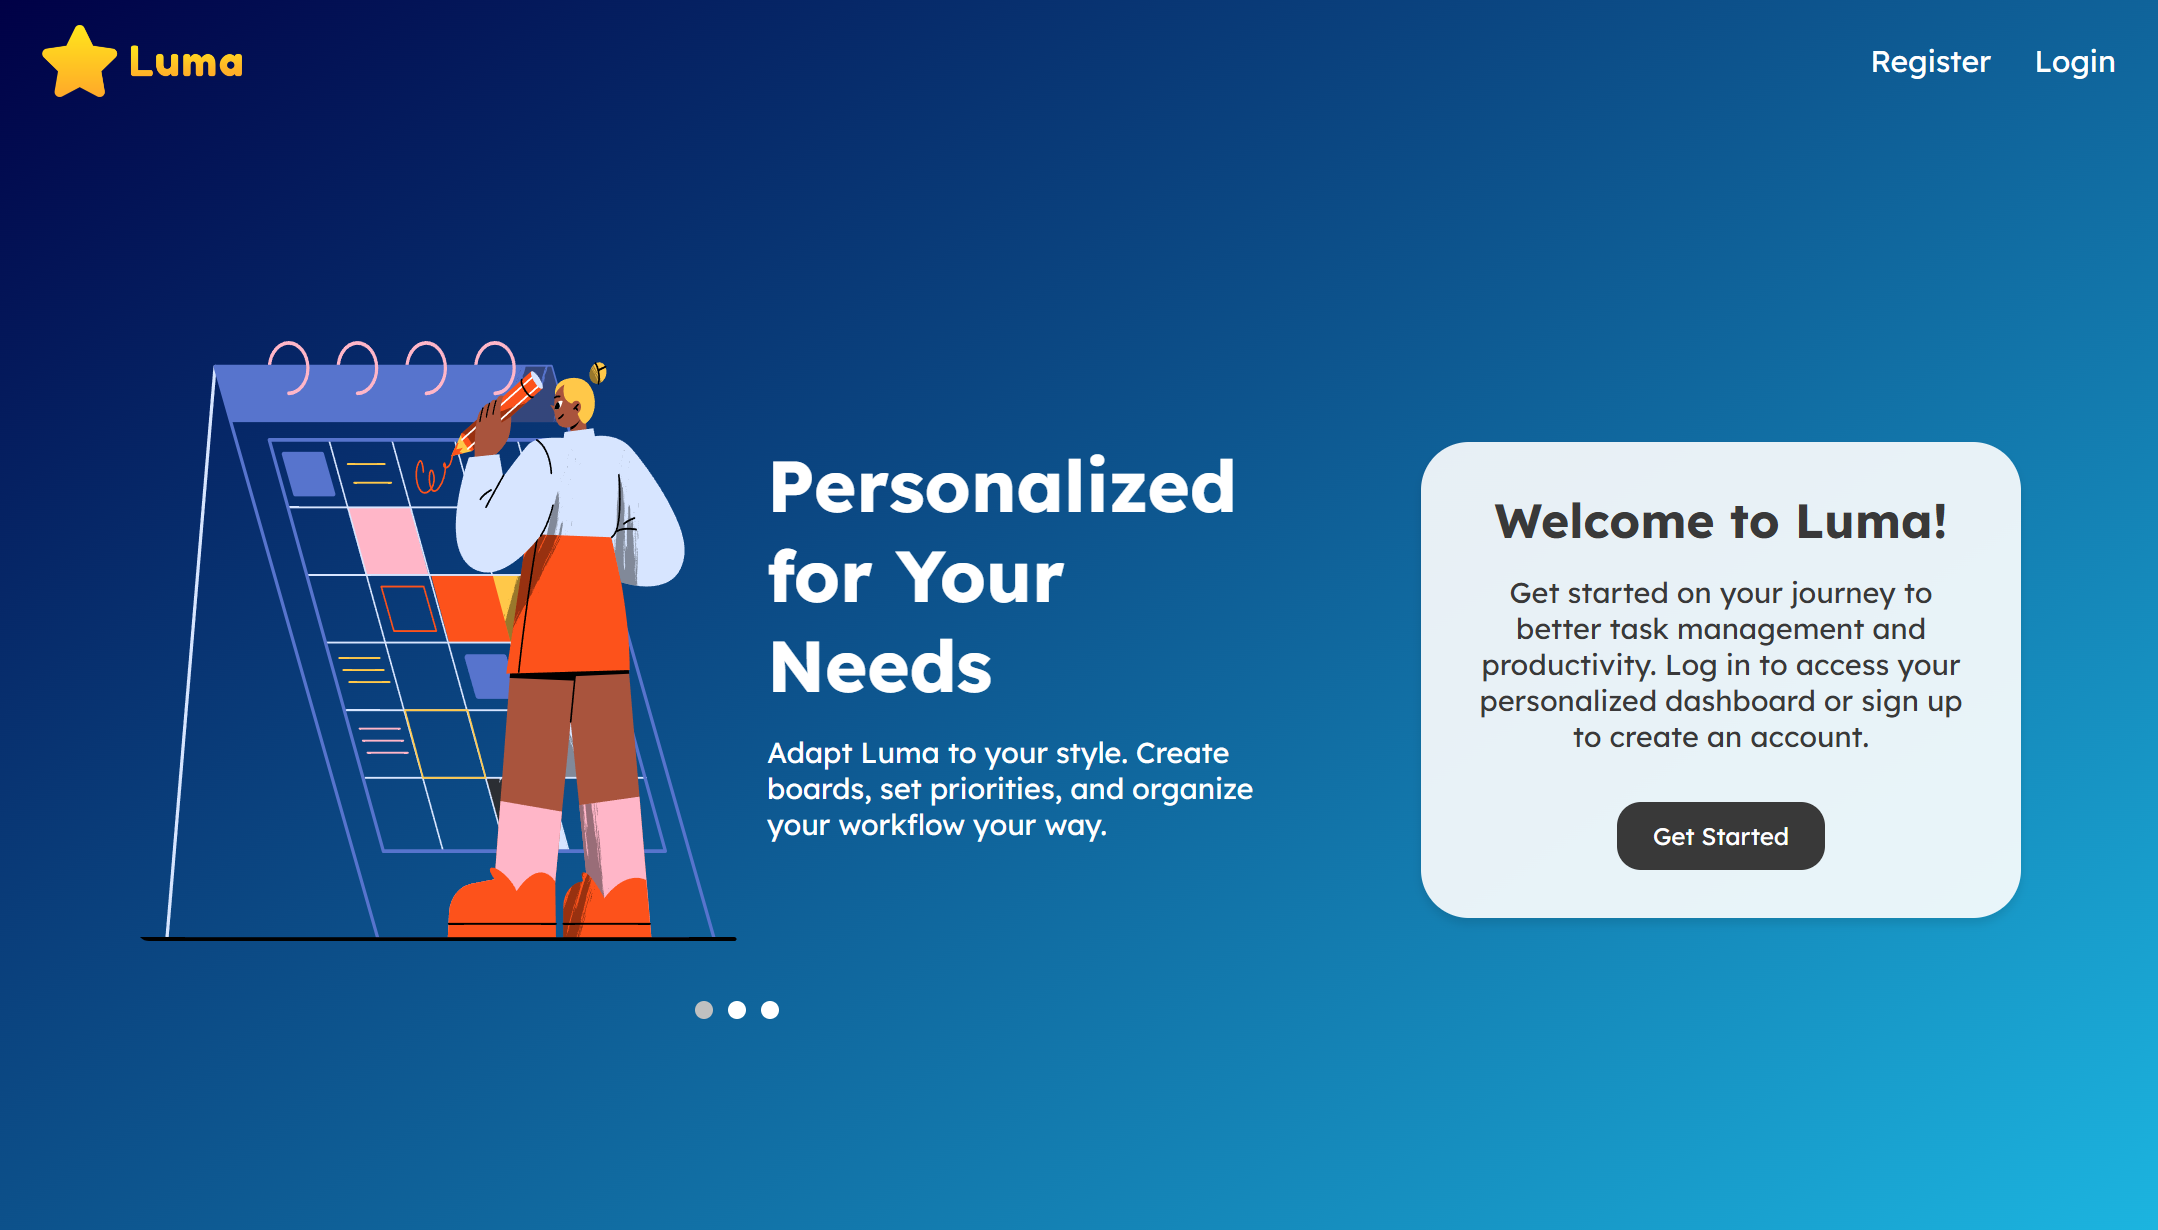 Luma
Register
Login
Personalized
for Your
Needs
Adapt Luma to your style. Create
boards, set priorities, and organize
your workflow your way.
Welcome to Luma!
Get started on your journey to
better task management and
productivity. Log in to access your
personalized dashboard or sign up
to create an account.
Get Started